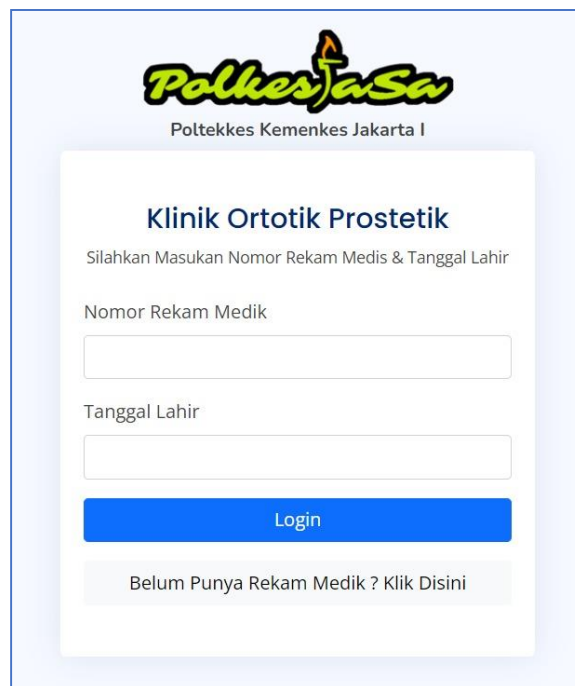 PolkesJaSa
Poltekkes Kemenkes Jakarta I
Klinik Ortotik Prostetik
Silahkan Masukan Nomor Rekam Medis & Tanggal Lahir
Nomor Rekam Medik
Tanggal Lahir
Login
Belum Punya Rekam Medik ? Klik Disini